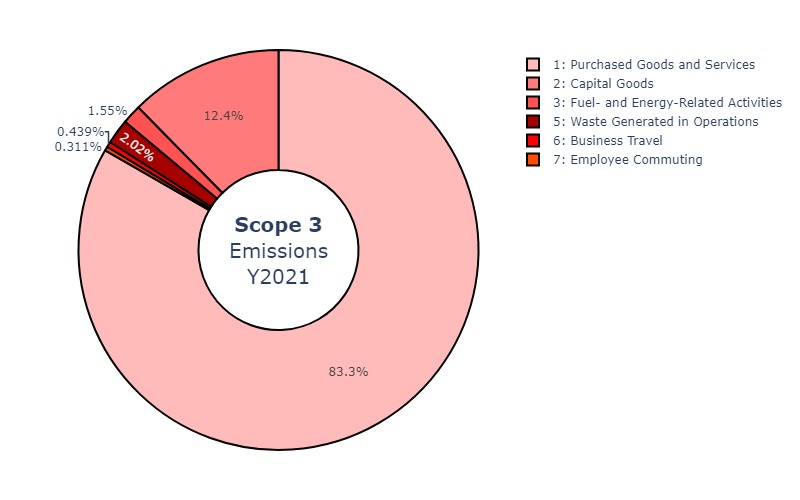 1.55%
0.439%
0.311%
2.02%
12.4%
Scope 3
Emissions
Y2021
83.3%
1: Purchased Goods and Services
2: Capital Goods
3: Fuel- and Energy-Related Activities
5: Waste Generated in Operations
6: Business Travel
7: Employee Commuting